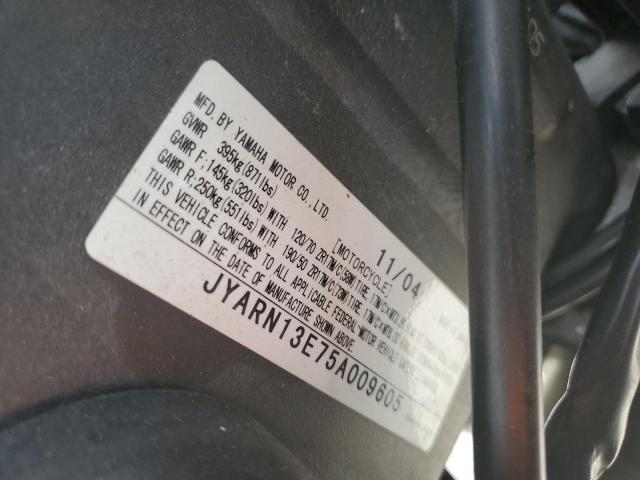 MFD. BY YAMAHA MOTOR CO., LTD.
11/04
GVWR 395kg(871lbs) [MOTORCYCLE]
GAWR F:145kg(320lbs)WITH 120/70 ZR17M/C(58W)TIRE, 17M/C
GAWR R:250kg(551lbs)WITH 190/50 ZR17M/C(73W)TIRE, 17M/C
THIS VEHICLE CONFORMS TO ALL APPLICABLE FEDERAL MOTOR VEHICLE
IN EFFECT ON THE DATE OF MANUFACTURE SHOWN ABOVE.
JYARN13E75A009605